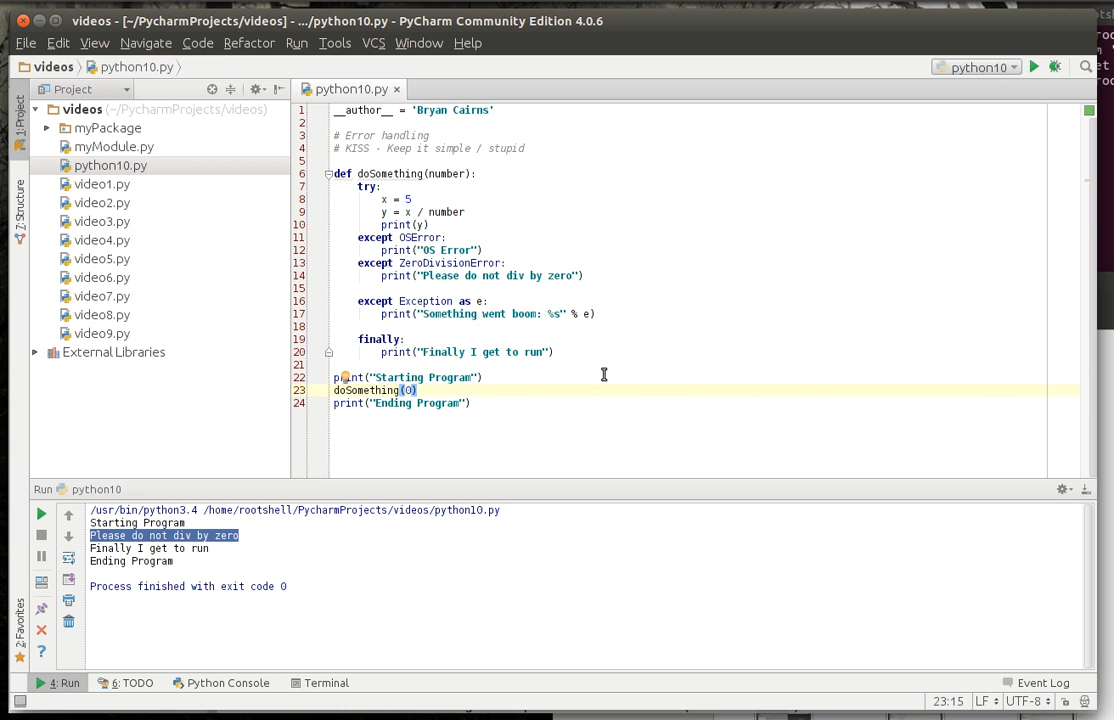 videos - [~/PycharmProjects/videos] - .../python10.py - PyCharm Community Edition 4.0.6
File Edit View Navigate Code Refactor Run Tools VCS Window Help
videos python10.py python10
1: Project
7: Structure
2: Favorites
Project
videos (~/PycharmProjects/videos)
myPackage
myModule.py
python10.py
video1.py
video2.py
video3.py
video4.py
video5.py
video6.py
video7.py
video8.py
video9.py
External Libraries
python10.py ×
1 __author__ = 'Bryan Cairns'
2
3 # Error handling
4 # KISS - Keep it simple / stupid
5
6 def doSomething(number):
7 try:
8 x = 5
9 y = x / number
10 print(y)
11 except OSError:
12 print("OS Error")
13 except ZeroDivisionError:
14 print("Please do not div by zero")
15
16 except Exception as e:
17 print("Something went boom: %s" % e)
18
19 finally:
20 print("Finally I get to run")
21
22 print("Starting Program")
23 doSomething(0)
24 print("Ending Program")
Run python10
/usr/bin/python3.4 /home/rootshell/PycharmProjects/videos/python10.py
Starting Program
Please do not div by zero
Finally I get to run
Ending Program
Process finished with exit code 0
4: Run 6: TODO Python Console Terminal Event Log
23:15 LF UTF-8